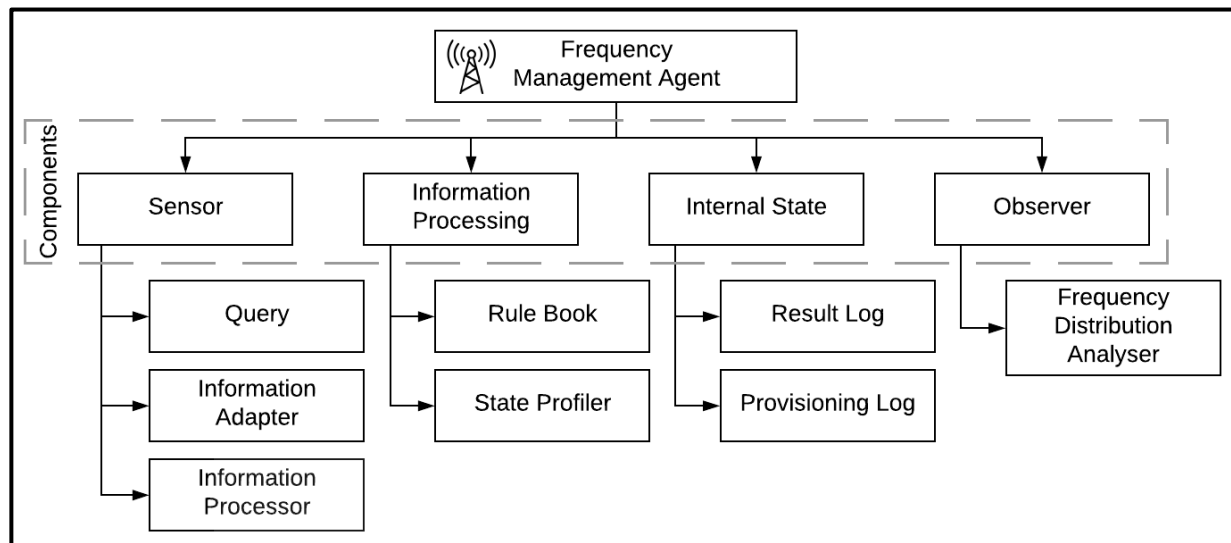 Frequency
Management Agent
Components
Sensor
Information
Processing
Internal State
Observer
Query
Rule Book
Result Log
Frequency
Distribution
Analyser
Information
Adapter
State Profiler
Provisioning Log
Information
Processor